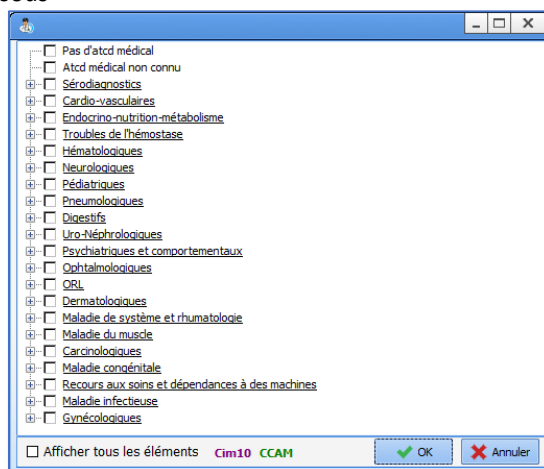 Pas d'atcd médical
Atcd médical non connu
Sérodiagnostics
Cardio-vasculaires
Endocrino-nutrition-métabolisme
Troubles de l'hémostase
Hématologiques
Neurologiques
Pédiatriques
Pneumologiques
Digestifs
Uro-Néphrologiques
Psychiatriques et comportementaux
Ophtalmologiques
ORL
Dermatologiques
Maladie de système et rhumatologie
Maladie du muscle
Carcinologiques
Maladie congénitale
Recours aux soins et dépendances à des machines
Maladie infectieuse
Gynécologiques
Afficher tous les éléments Cim10 CCAM OK Annuler